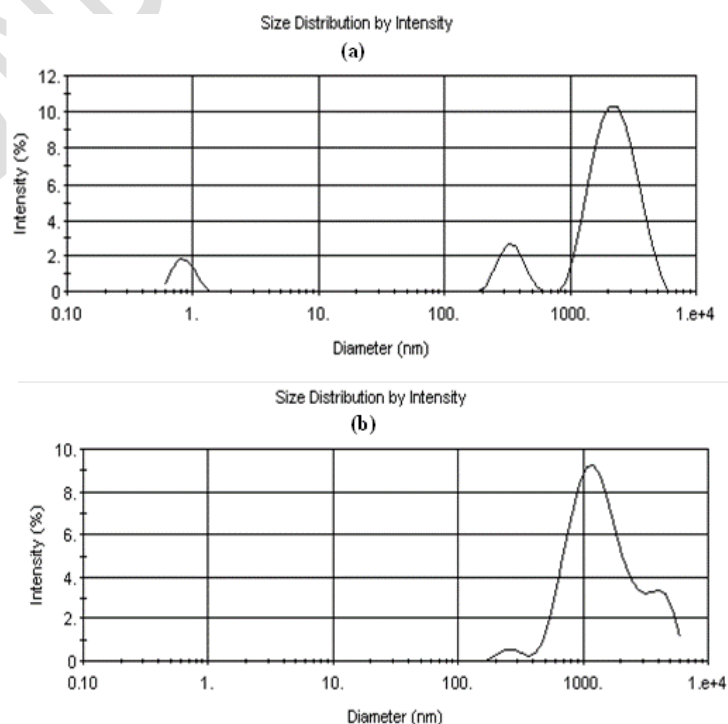 Size Distribution by Intensity
(a)
12.
10.
8.
6.
4.
2.
0
Intensity (%)
0.10 1. 10. 100. 1000. 1.e+4
Diameter (nm)
Size Distribution by Intensity
(b)
10.
8.
6.
4.
2.
0
Intensity (%)
0.10 1. 10. 100. 1000. 1.e+4
Diameter (nm)